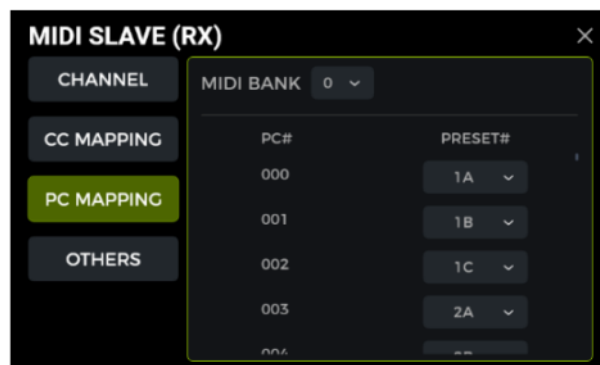 MIDI SLAVE (RX)
CHANNEL
CC MAPPING
PC MAPPING
OTHERS
MIDI BANK 0
PC# PRESET#
000 1A
001 1B
002 1C
003 2A
004